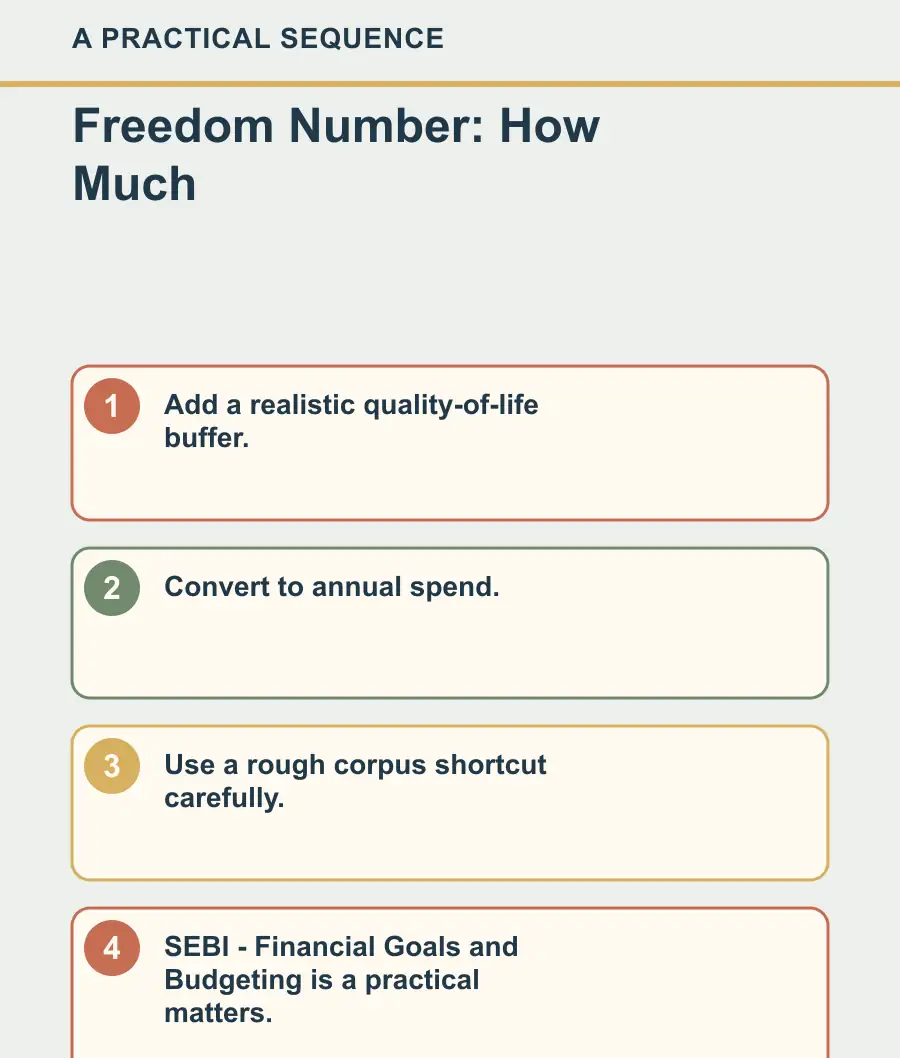 A PRACTICAL SEQUENCE
Freedom Number: How
Much
1
Add a realistic quality-of-life
buffer.
2
Convert to annual spend.
3
Use a rough corpus shortcut
carefully.
4
SEBI - Financial Goals and
Budgeting is a practical
matters.